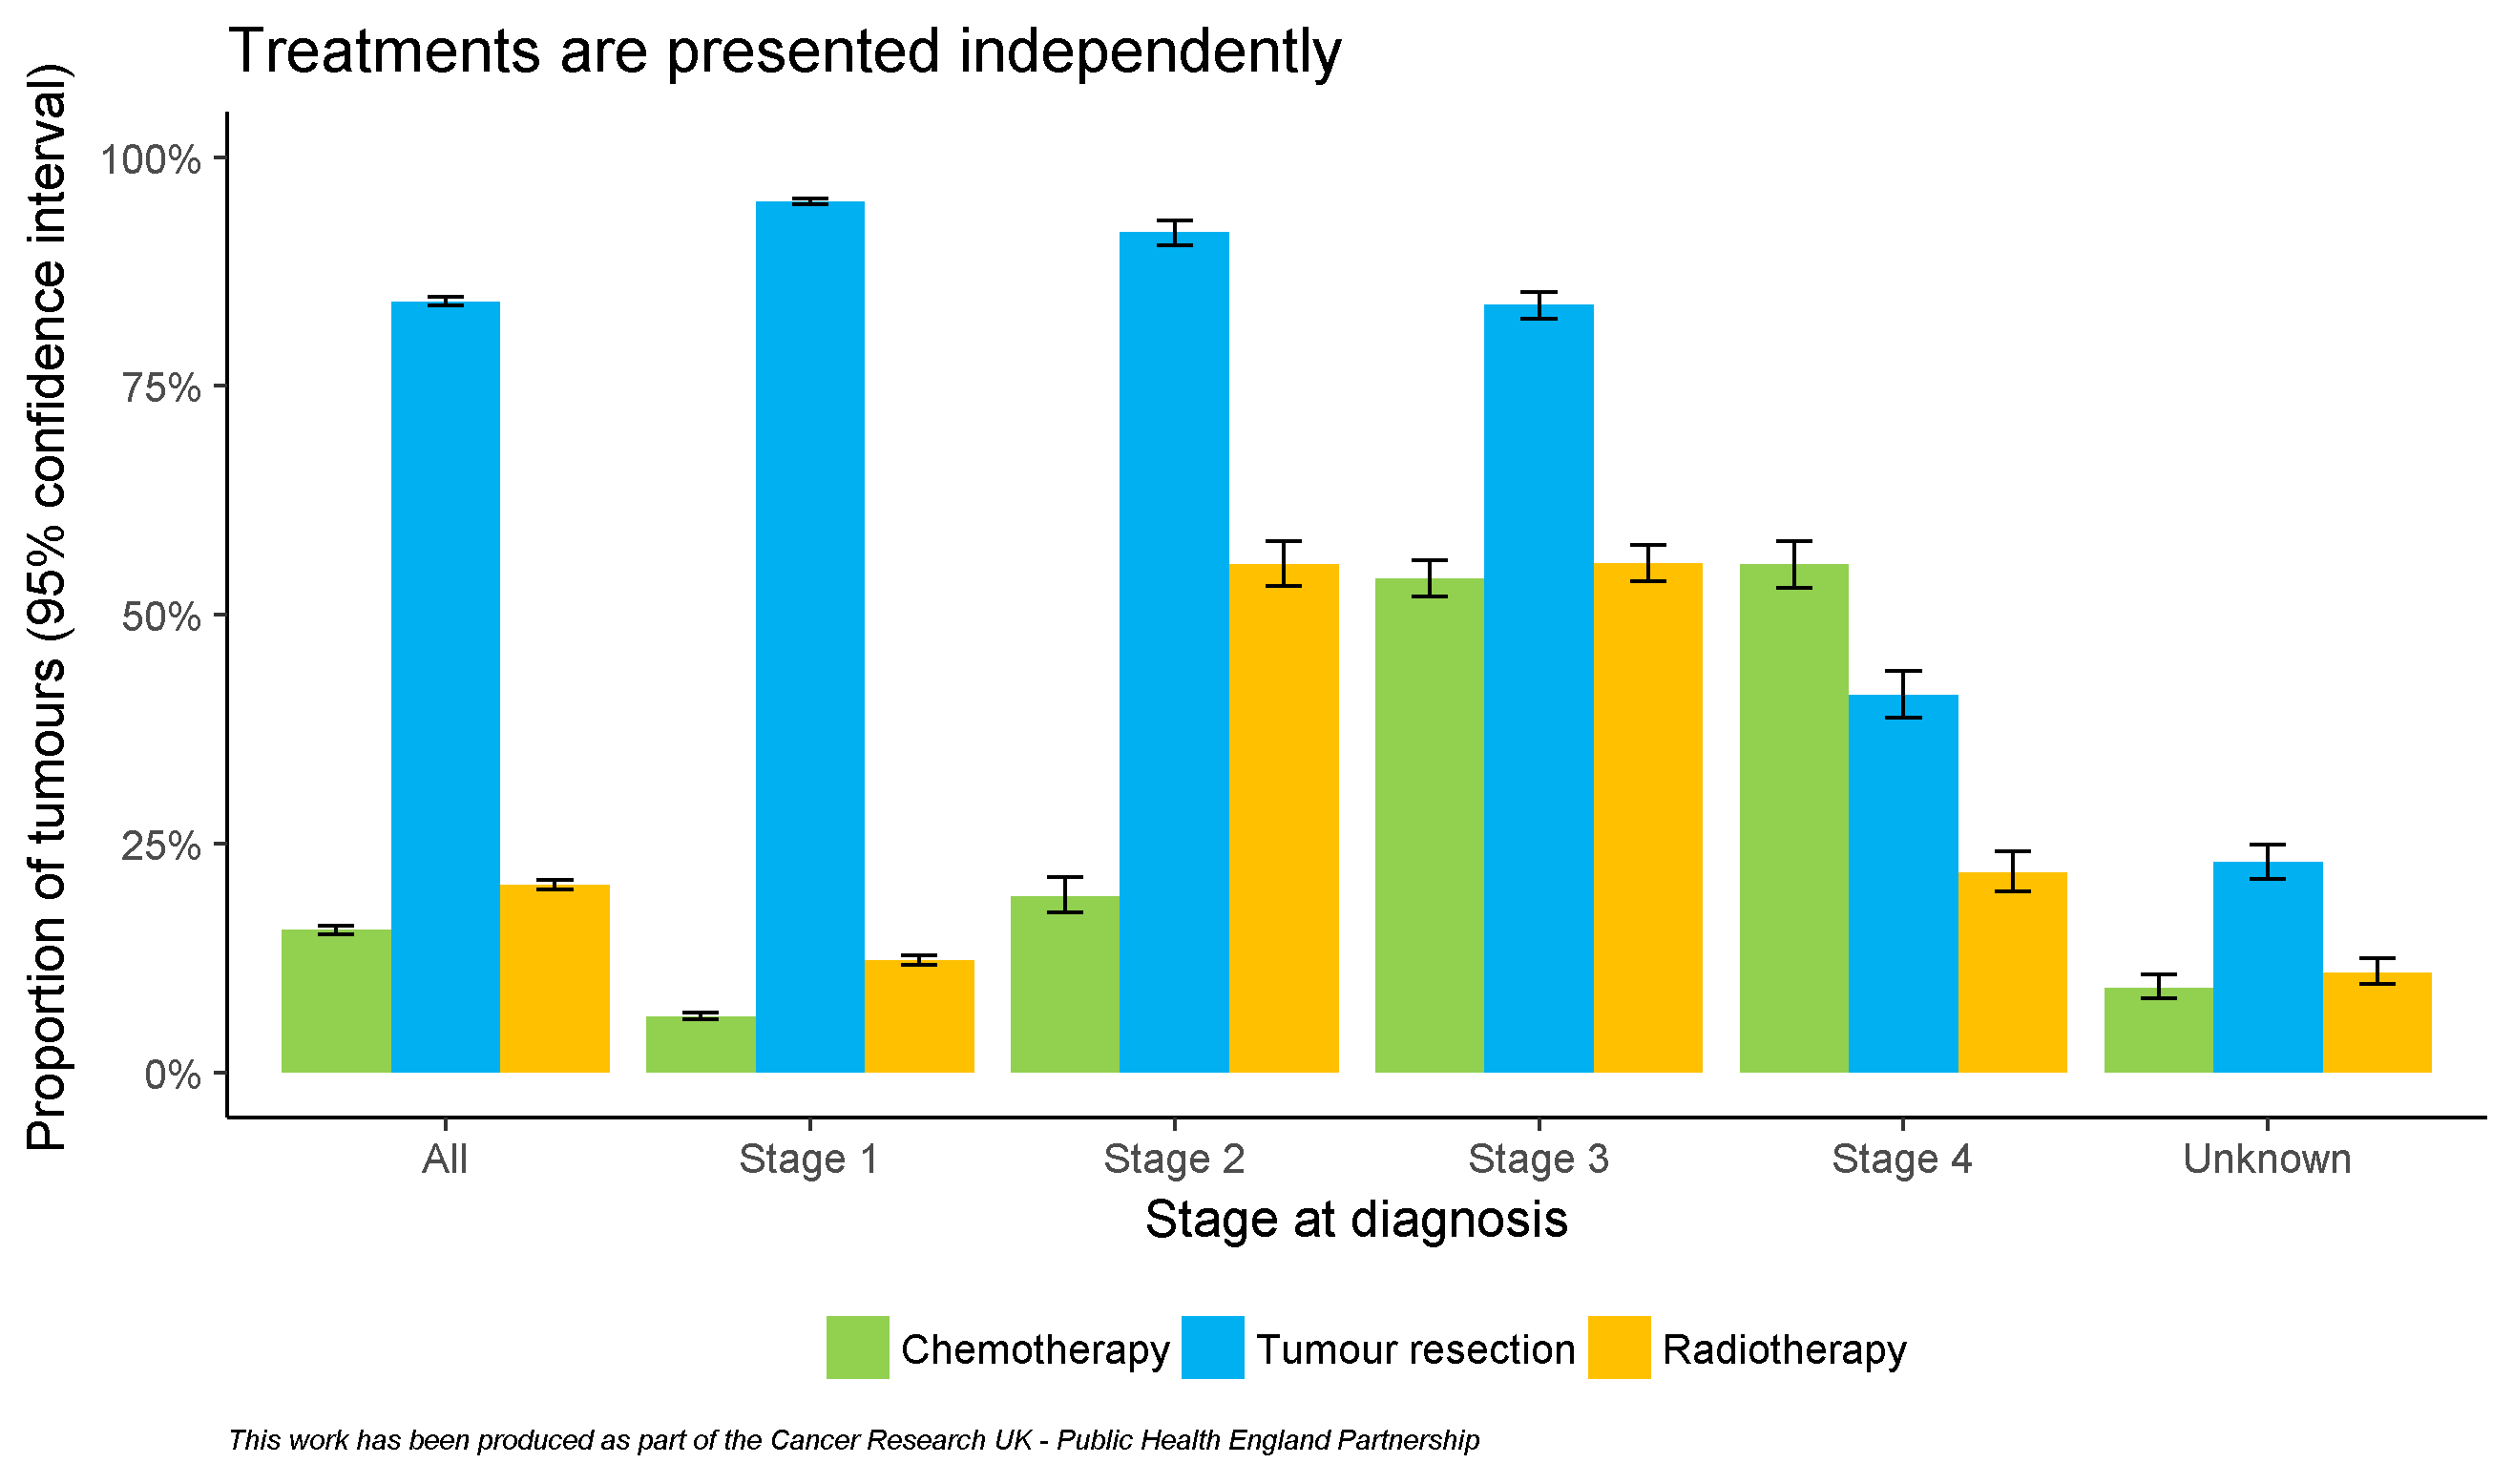 Treatments are presented independently
Proportion of tumours (95% confidence interval)
100%
75%
50%
25%
0%
All
Stage 1
Stage 2
Stage 3
Stage 4
Unknown
Stage at diagnosis
Chemotherapy
Tumour resection
Radiotherapy
This work has been produced as part of the Cancer Research UK - Public Health England Partnership